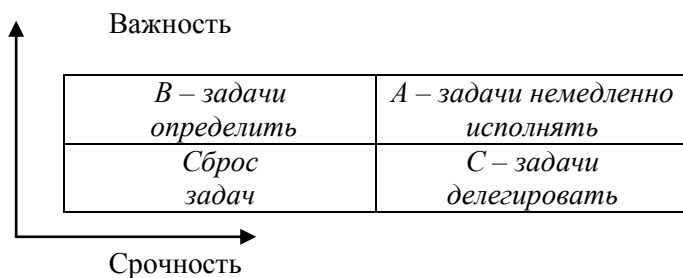 Важность
В – задачи
определить
А – задачи немедленно
исполнять
Сброс
задач
С – задачи
делегировать
Срочность